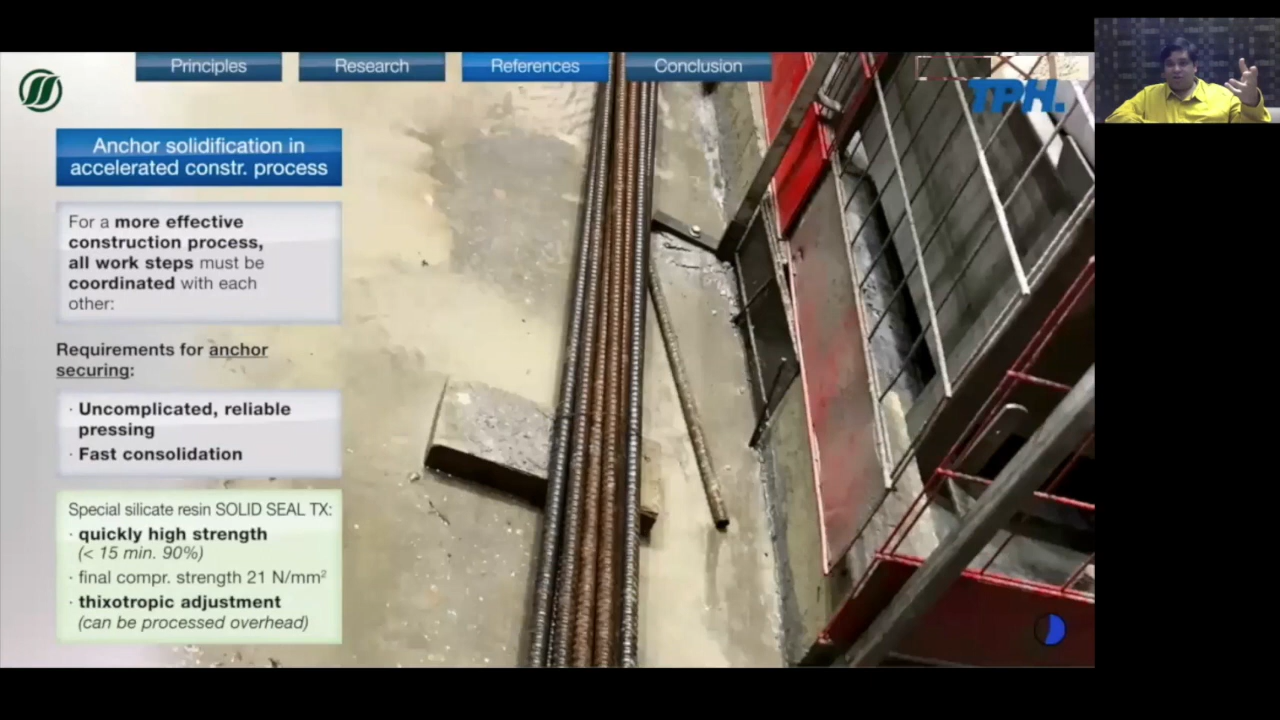 Principles
Research
References
Conclusion
TPH.
Anchor solidification in
accelerated constr. process
For a more effective
construction process,
all work steps must be
coordinated with each
other:
Requirements for anchor
securing:
· Uncomplicated, reliable
pressing
· Fast consolidation
Special silicate resin SOLID SEAL TX:
· quickly high strength
(< 15 min. 90%)
· final compr. strength 21 N/mm²
· thixotropic adjustment
(can be processed overhead)